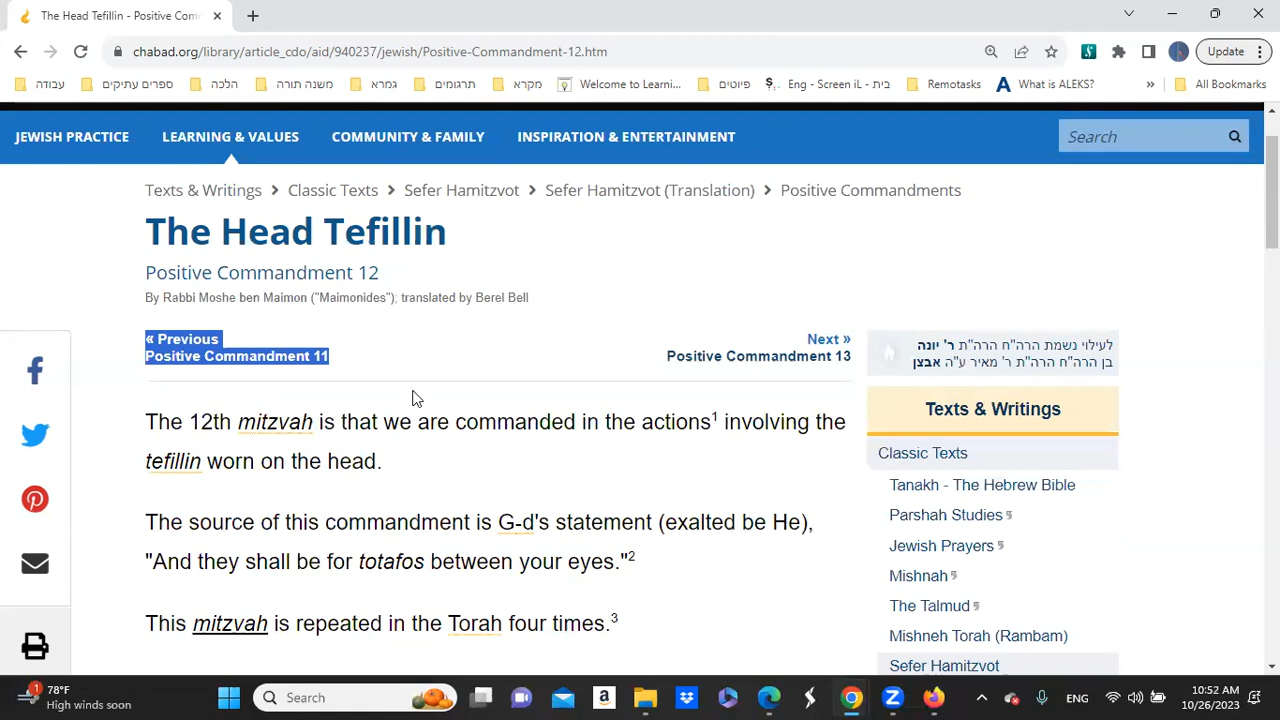 The Head Tefillin - Positive Com
chabad.org/library/article_cdo/aid/940237/jewish/Positive-Commandment-12.htm
Update
עבודה
ספרים עתיקים
הלכה
משנה תורה
גמרא
תרגומים
מקרא
Welcome to Learni...
פיוטים
Eng - Screen iL - בית
Remotasks
What is ALEKS?
»
All Bookmarks
JEWISH PRACTICE
LEARNING & VALUES
COMMUNITY & FAMILY
INSPIRATION & ENTERTAINMENT
Search
Texts & Writings > Classic Texts > Sefer Hamitzvot > Sefer Hamitzvot (Translation) > Positive Commandments
The Head Tefillin
Positive Commandment 12
By Rabbi Moshe ben Maimon ("Maimonides"); translated by Berel Bell
« Previous
Positive Commandment 11
Next »
Positive Commandment 13
The 12th mitzvah is that we are commanded in the actions1 involving the
tefillin worn on the head.
The source of this commandment is G-d's statement (exalted be He),
"And they shall be for totafos between your eyes."2
This mitzvah is repeated in the Torah four times.3
לעילוי נשמת הרה"ח הרה"ת ר' יונה
בן הרה"ח הרה"ת ר' מאיר ע"ה אבצן
Texts & Writings
Classic Texts
Tanakh - The Hebrew Bible
Parshah Studies
Jewish Prayers
Mishnah
The Talmud
Mishneh Torah (Rambam)
Sefer Hamitzvot
1
78°F
High winds soon
Search
ENG
10:52 AM
10/26/2023